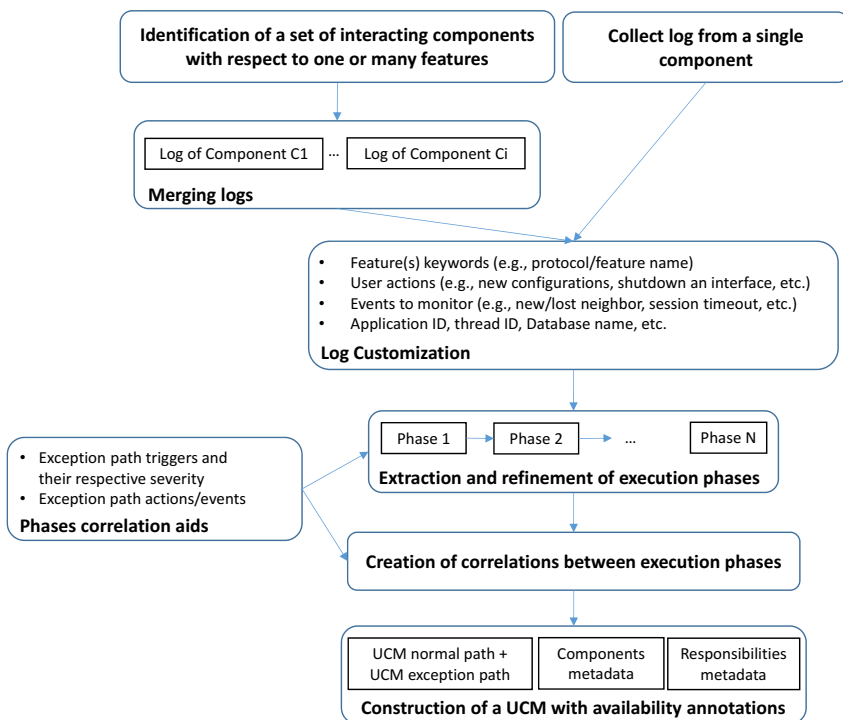 Identification of a set of interacting components
with respect to one or many features
Collect log from a single
component
Log of Component C1
...
Log of Component Ci
Merging logs
• Feature(s) keywords (e.g., protocol/feature name)
• User actions (e.g., new configurations, shutdown an interface, etc.)
• Events to monitor (e.g., new/lost neighbor, session timeout, etc.)
• Application ID, thread ID, Database name, etc.
Log Customization
Phase 1
Phase 2
...
Phase N
Extraction and refinement of execution phases
• Exception path triggers and
their respective severity
• Exception path actions/events
Phases correlation aids
Creation of correlations between execution phases
UCM normal path +
UCM exception path
Components
metadata
Responsibilities
metadata
Construction of a UCM with availability annotations